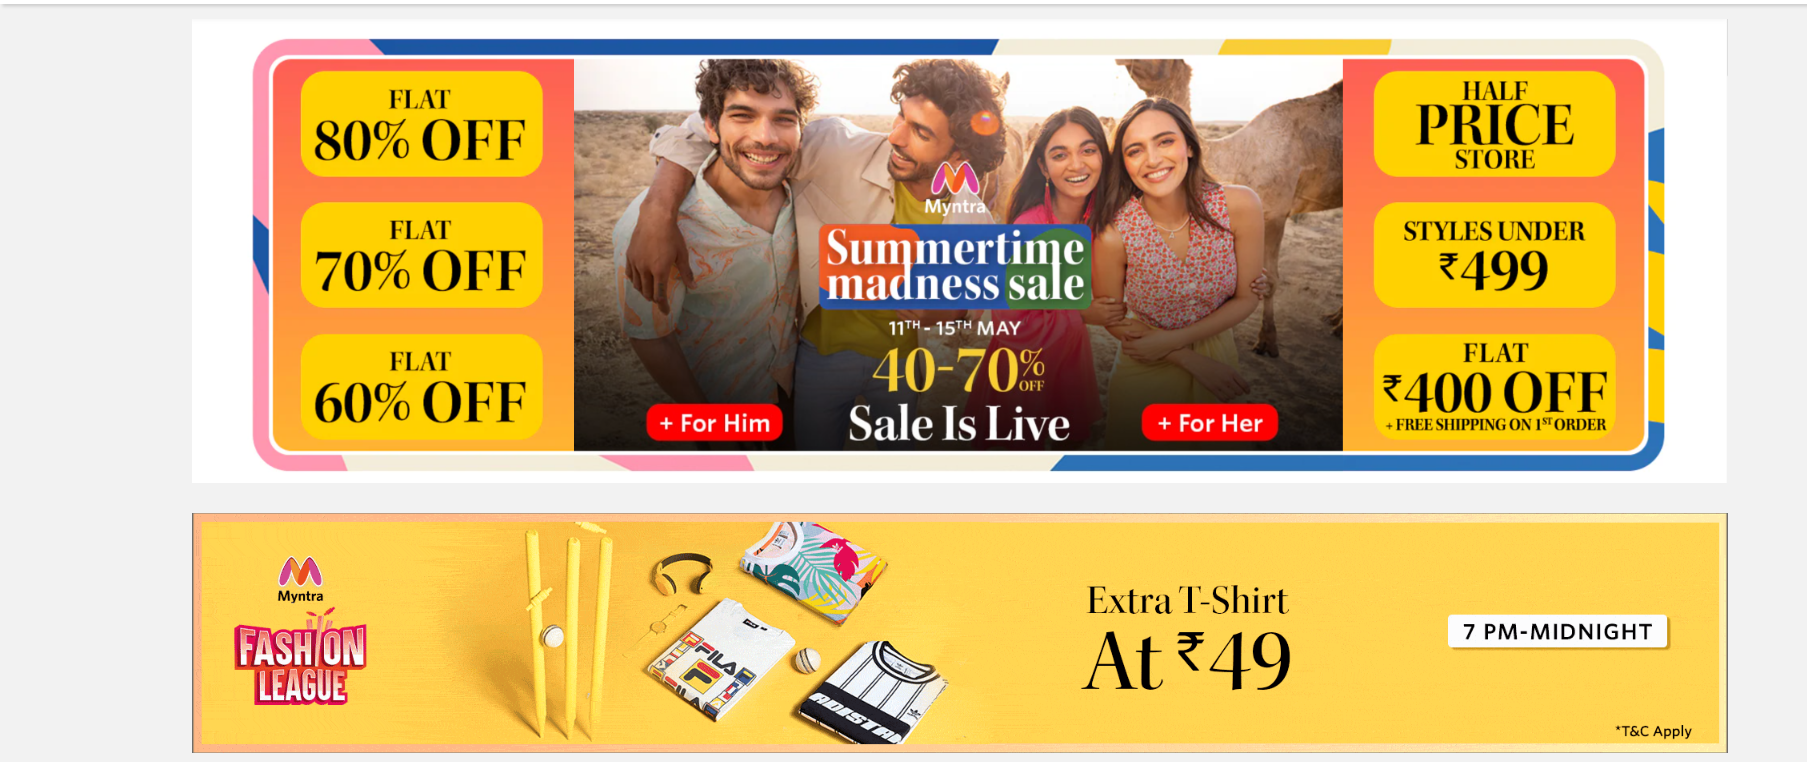 FLAT
80% OFF
FLAT
70% OFF
FLAT
60% OFF
Myntra
Summertime
madness sale
11TH - 15TH MAY
40-70% OFF
Sale Is Live
+ For Him
+ For Her
HALF
PRICE
STORE
STYLES UNDER
₹499
FLAT
₹400 OFF
+ FREE SHIPPING ON 1ST ORDER
Myntra
FASHION
LEAGUE
FILA
FILA
Extra T-Shirt
At ₹49
7 PM-MIDNIGHT
*T&C Apply